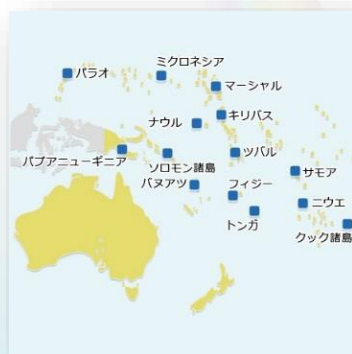 ミクロネシア
パラオ
マーシャル
ナウル
キリバス
パプアニューギニア
ソロモン諸島
ツバル
サモア
バヌアツ
フィジー
ニウエ
トンガ
クック諸島